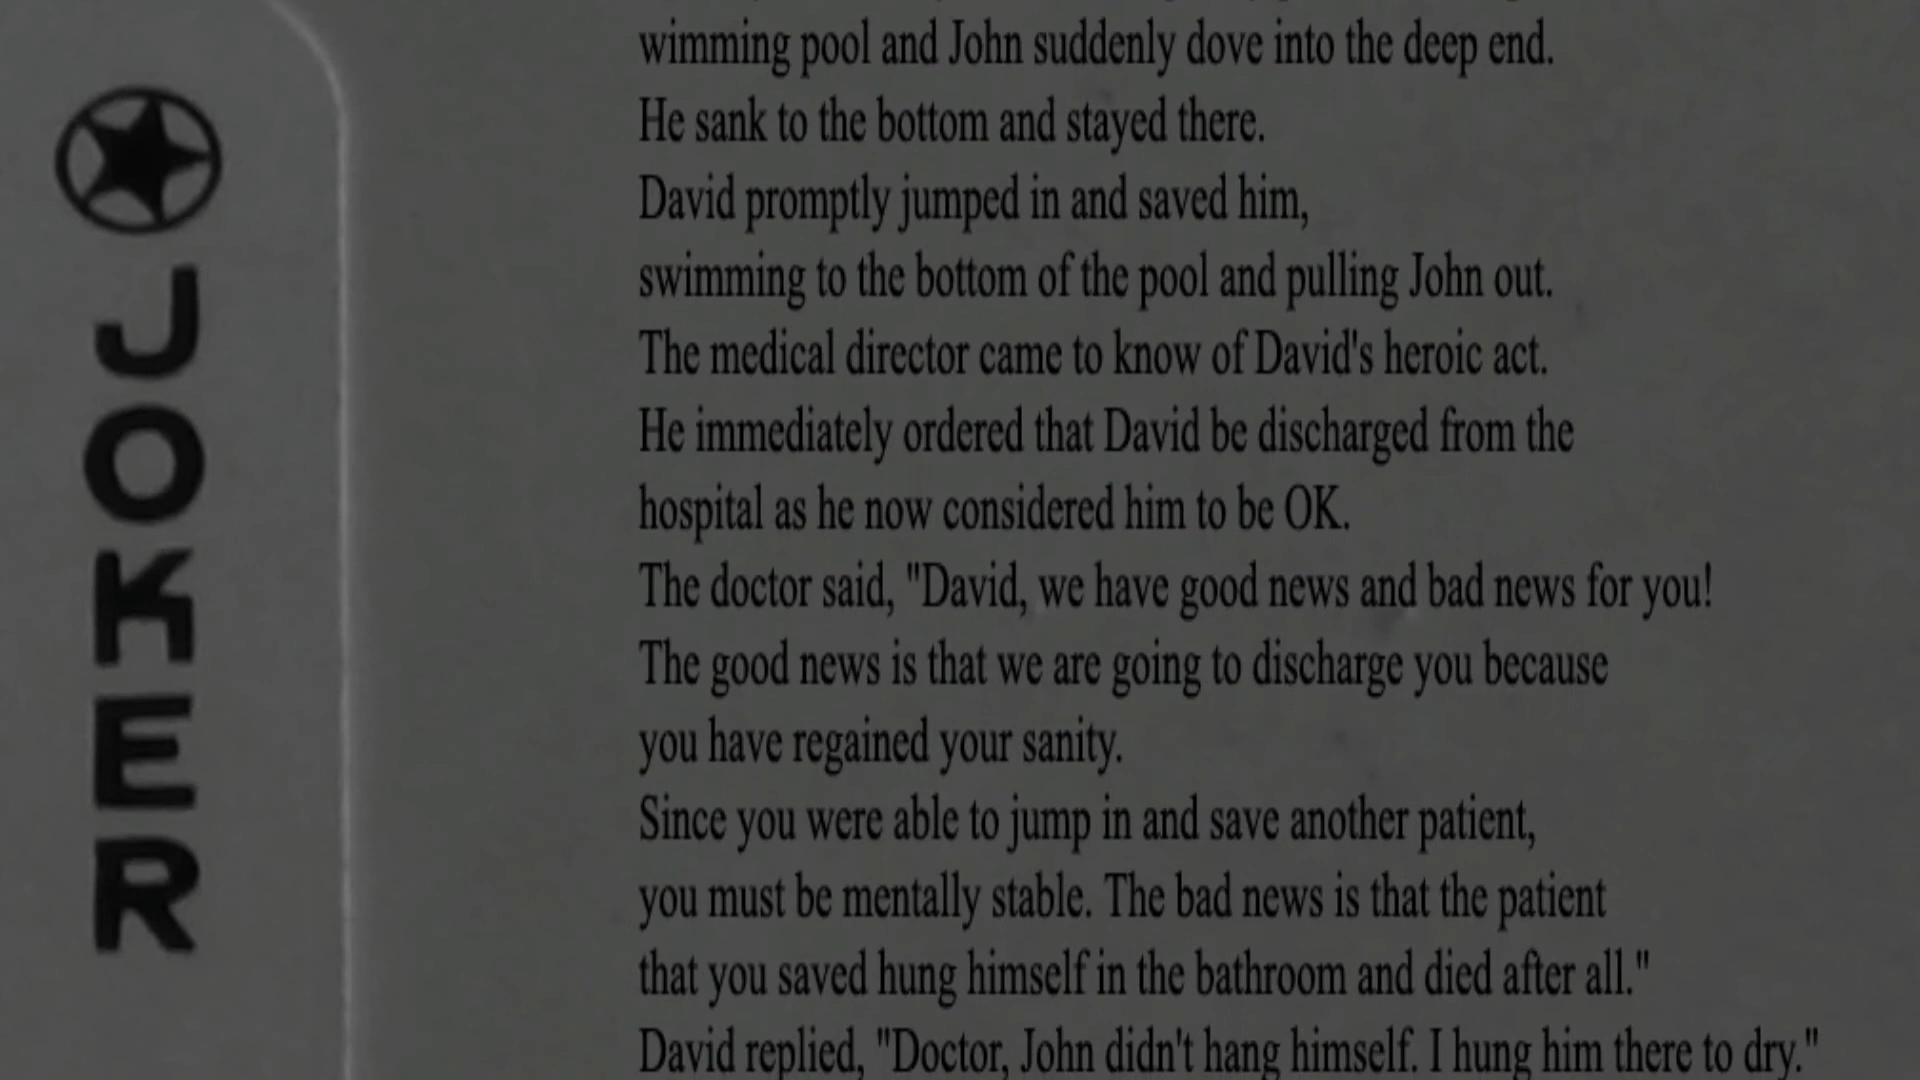 JOKER
wimming pool and John suddenly dove into the deep end.
He sank to the bottom and stayed there.
David promptly jumped in and saved him,
swimming to the bottom of the pool and pulling John out.
The medical director came to know of David's heroic act.
He immediately ordered that David be discharged from the
hospital as he now considered him to be OK.
The doctor said, "David, we have good news and bad news for you!
The good news is that we are going to discharge you because
you have regained your sanity.
Since you were able to jump in and save another patient,
you must be mentally stable. The bad news is that the patient
that you saved hung himself in the bathroom and died after all."
David replied, "Doctor, John didn't hang himself. I hung him there to dry."